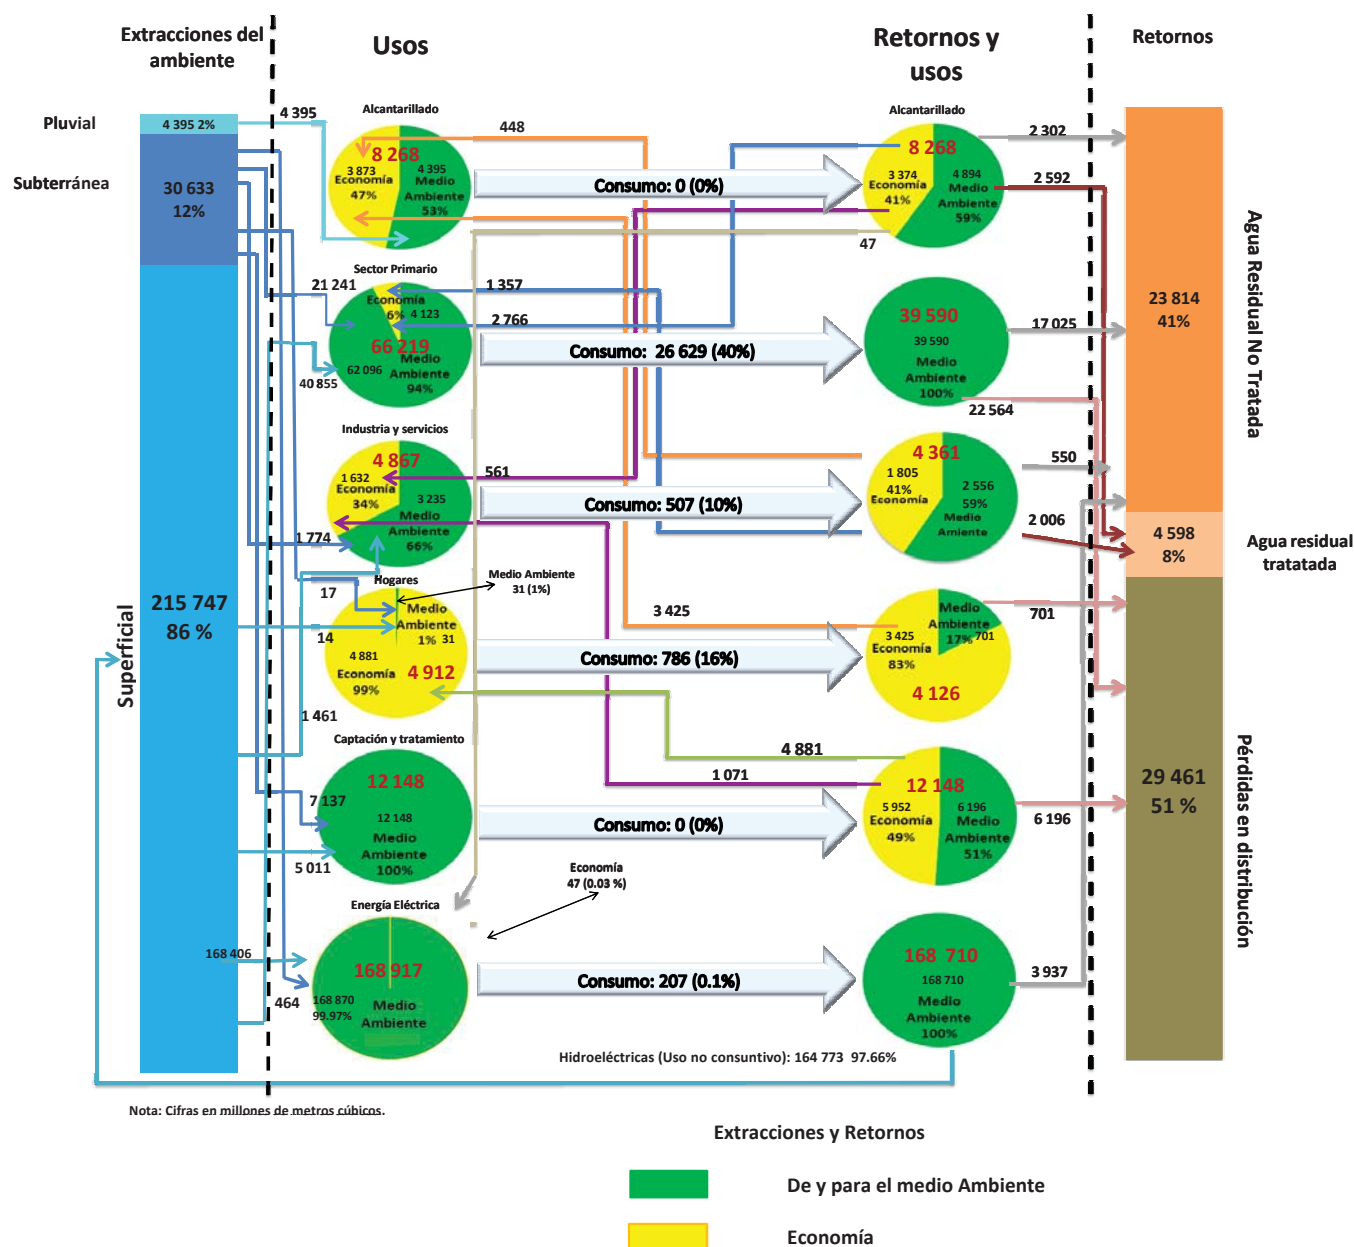 Extracciones del
ambiente
Usos
Retornos y
usos
Retornos
Pluvial
4 395 2%
4 395
Subterránea
30 633
12%
Superficial
215 747
86 %
Alcantarillado
8 268
3 873
Economía
47%
4 395
Medio
Ambiente
53%
448
Consumo: 0 (0%)
Alcantarillado
8 268
3 374
Economía
41%
4 894
Medio
Ambiente
59%
2 302
2 592
47
Sector Primario
21 241
Economía
6%
4 123
66 219
62 096
Medio
Ambiente
94%
40 855
1 357
2 766
Consumo: 26 629 (40%)
39 590
39 590
Medio
Ambiente
100%
17 025
22 564
Industria y servicios
4 867
1 632
Economía
34%
3 235
Medio
Ambiente
66%
1 774
561
Consumo: 507 (10%)
4 361
1 805
41%
Economía
2 556
59%
Medio
Amiente
550
2 006
Hogares
Medio Ambiente
31 (1%)
17
14
Medio
Ambiente
1% 31
4 881
Economía
99%
4 912
1 461
3 425
Consumo: 786 (16%)
Medio
Ambiente
17% 701
3 425
Economía
83%
4 126
701
Captación y tratamiento
12 148
12 148
Medio
Ambiente
100%
7 137
5 011
4 881
1 071
Consumo: 0 (0%)
12 148
5 952
Economía
49%
6 196
Medio
Ambiente
51%
6 196
Economía
47 (0.03 %)
Energía Eléctrica
168 917
168 870
99.97%
Medio
Ambiente
168 406
464
Consumo: 207 (0.1%)
168 710
168 710
Medio
Ambiente
100%
3 937
Hidroeléctricas (Uso no consuntivo): 164 773 97.66%
23 814
41%
Agua Residual No Tratada
4 598
8%
Agua residual
tratatada
29 461
51 %
Pérdidas en distribución
Nota: Cifras en millones de metros cúbicos.
Extracciones y Retornos
De y para el medio Ambiente
Economía